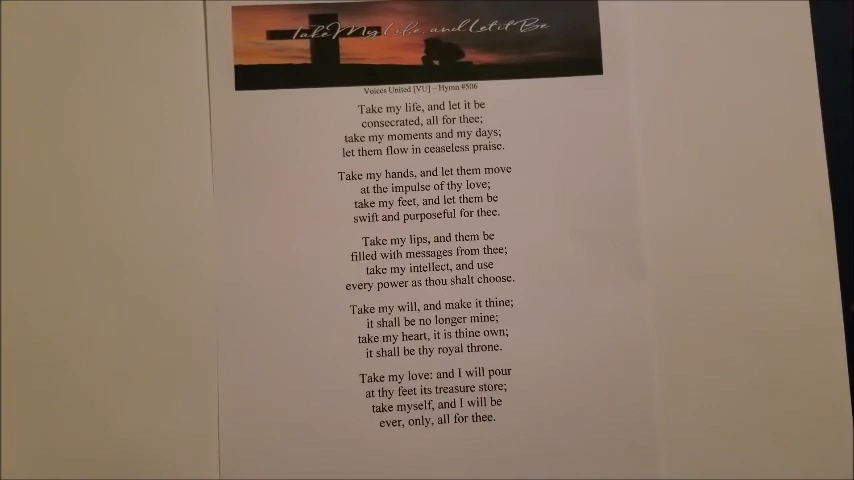 Take My Life, and Let it Be
Voices United [VU] – Hymn #506
Take my life, and let it be
consecrated, all for thee;
take my moments and my days;
let them flow in ceaseless praise.
Take my hands, and let them move
at the impulse of thy love;
take my feet, and let them be
swift and purposeful for thee.
Take my lips, and them be
filled with messages from thee;
take my intellect, and use
every power as thou shalt choose.
Take my will, and make it thine;
it shall be no longer mine;
take my heart, it is thine own;
it shall be thy royal throne.
Take my love: and I will pour
at thy feet its treasure store;
take myself, and I will be
ever, only, all for thee.